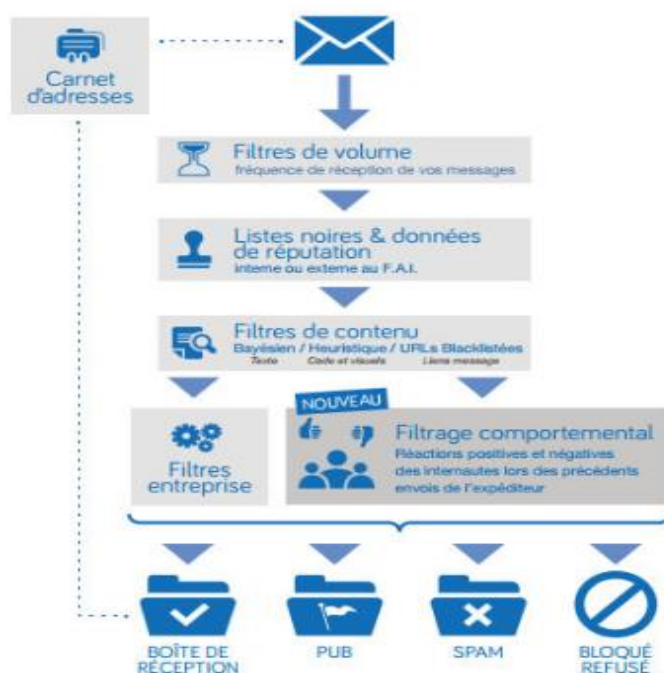 Carnet
d'adresses
Filtres de volume
fréquence de réception de vos messages
Listes noires & données
de réputation
interne ou externe au F.A.I.
Filtres de contenu
Bayésien / Heuristique / URLs Blacklistées
Texte Code et visuels Liens message
NOUVEAU
Filtres
entreprise
Filtrage comportemental
Réactions positives et négatives
des internautes lors des précédents
envois de l'expéditeur
BOÎTE DE
RÉCEPTION
PUB
SPAM
BLOQUÉ
REFUSÉ